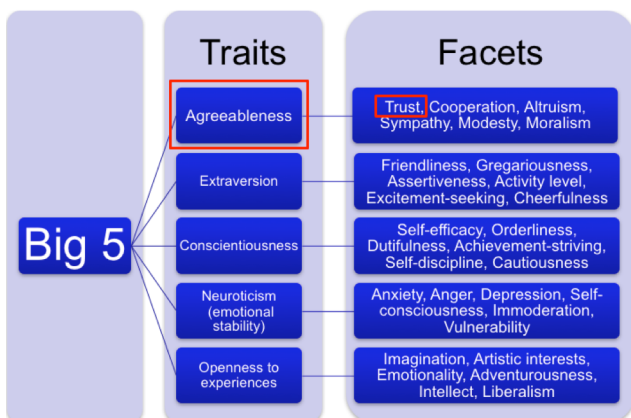 Traits
Facets
Big 5
Agreeableness
Trust, Cooperation, Altruism,
Sympathy, Modesty, Moralism
Extraversion
Friendliness, Gregariousness,
Assertiveness, Activity level,
Excitement-seeking, Cheerfulness
Conscientiousness
Self-efficacy, Orderliness,
Dutifulness, Achievement-striving,
Self-discipline, Cautiousness
Neuroticism
(emotional
stability)
Anxiety, Anger, Depression, Self-
consciousness, Immoderation,
Vulnerability
Openness to
experiences
Imagination, Artistic interests,
Emotionality, Adventurousness,
Intellect, Liberalism